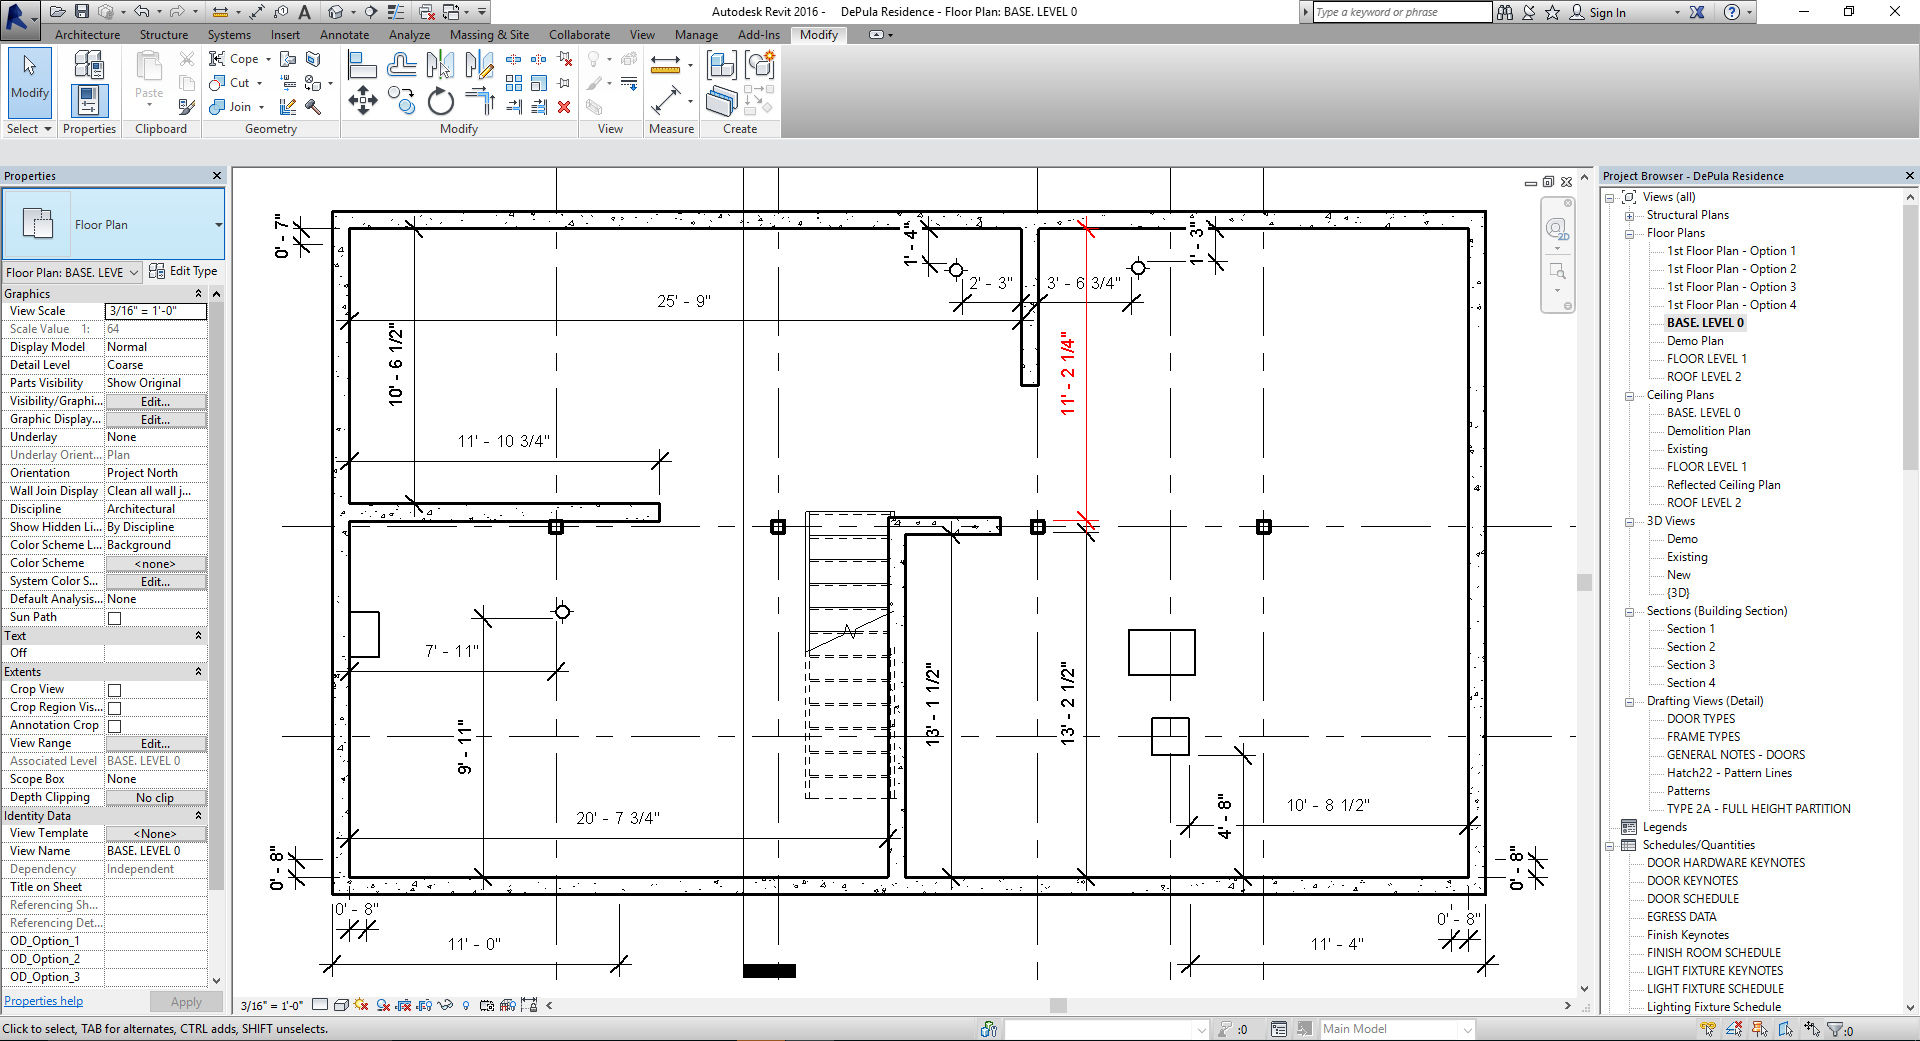 Autodesk Revit 2016 -     DePula Residence - Floor Plan: BASE. LEVEL 0
Type a keyword or phrase
Sign In
Architecture
Structure
Systems
Insert
Annotate
Analyze
Massing & Site
Collaborate
View
Manage
Add-Ins
Modify
Modify
Paste
Cope
Cut
Join
Select
Properties
Clipboard
Geometry
Modify
View
Measure
Create
Properties
Floor Plan
Floor Plan: BASE. LEVE
Edit Type
Graphics
View Scale 3/16" = 1'-0"
Scale Value 1: 64
Display Model Normal
Detail Level Coarse
Parts Visibility Show Original
Visibility/Graphi... Edit...
Graphic Display... Edit...
Underlay None
Underlay Orient... Plan
Orientation Project North
Wall Join Display Clean all wall j...
Discipline Architectural
Show Hidden Li... By Discipline
Color Scheme L... Background
Color Scheme <none>
System Color S... Edit...
Default Analysis... None
Sun Path
Text
Off
Extents
Crop View
Crop Region Vis...
Annotation Crop
View Range Edit...
Associated Level BASE. LEVEL 0
Scope Box None
Depth Clipping No clip
Identity Data
View Template <None>
View Name BASE. LEVEL 0
Dependency Independent
Title on Sheet
Referencing Sh...
Referencing Det...
OD_Option_1
OD_Option_2
OD_Option_3
Properties help
Apply
0' - 7"
1' - 4"
1' - 3"
2' - 3"
3' - 6 3/4"
25' - 9"
10' - 6 1/2"
11' - 2 1/4"
11' - 10 3/4"
7' - 11"
9' - 11"
13' - 1 1/2"
13' - 2 1/2"
20' - 7 3/4"
4' - 8"
10' - 8 1/2"
0' - 8"
0' - 8"
0' - 8"
0' - 8"
11' - 0"
11' - 4"
2D
3/16" = 1'-0"
Project Browser - DePula Residence
Views (all)
Structural Plans
Floor Plans
1st Floor Plan - Option 1
1st Floor Plan - Option 2
1st Floor Plan - Option 3
1st Floor Plan - Option 4
BASE. LEVEL 0
Demo Plan
FLOOR LEVEL 1
ROOF LEVEL 2
Ceiling Plans
BASE. LEVEL 0
Demolition Plan
Existing
FLOOR LEVEL 1
Reflected Ceiling Plan
ROOF LEVEL 2
3D Views
Demo
Existing
New
{3D}
Sections (Building Section)
Section 1
Section 2
Section 3
Section 4
Drafting Views (Detail)
DOOR TYPES
FRAME TYPES
GENERAL NOTES - DOORS
Hatch22 - Pattern Lines
Patterns
TYPE 2A - FULL HEIGHT PARTITION
Legends
Schedules/Quantities
DOOR HARDWARE KEYNOTES
DOOR KEYNOTES
DOOR SCHEDULE
EGRESS DATA
Finish Keynotes
FINISH ROOM SCHEDULE
LIGHT FIXTURE KEYNOTES
LIGHT FIXTURE SCHEDULE
Lighting Fixture Schedule
Click to select, TAB for alternates, CTRL adds, SHIFT unselects.
:0
Main Model
:0